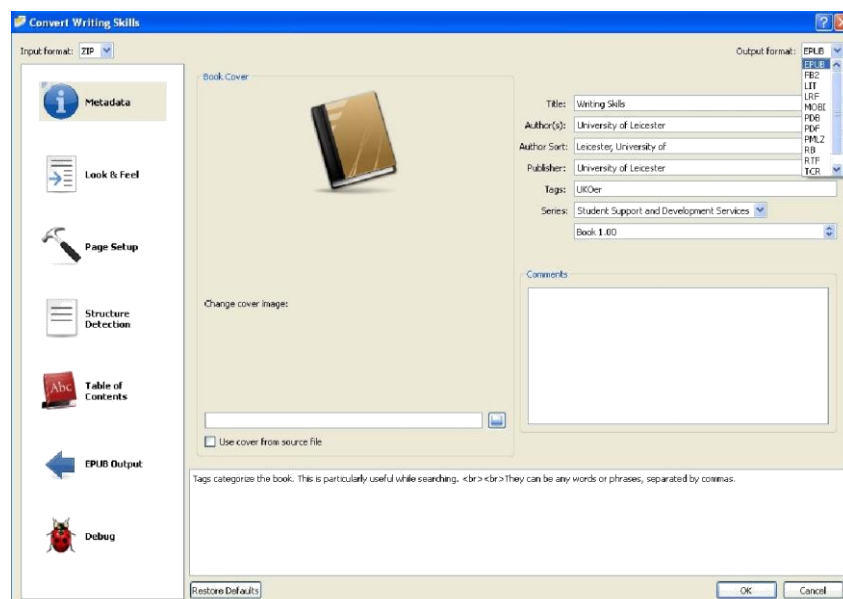 Convert Writing Skills
Input format: ZIP
Output format: EPUB
EPUB
FB2
LIT
LRF
MOBI
PDB
PDF
PMLZ
RB
RTF
TCR
Metadata
Look & Feel
Page Setup
Structure
Detection
Abc
Table of
Contents
EPUB Output
Debug
Book Cover
Change cover image:
Use cover from source file
Title: Writing Skills
Author(s): University of Leicester
Author Sort: Leicester, University of
Publisher: University of Leicester
Tags: UKOer
Series: Student Support and Development Services
Book 1.00
Comments
Tags categorize the book. This is particularly useful while searching. <br><br>They can be any words or phrases, separated by commas.
Restore Defaults
OK
Cancel